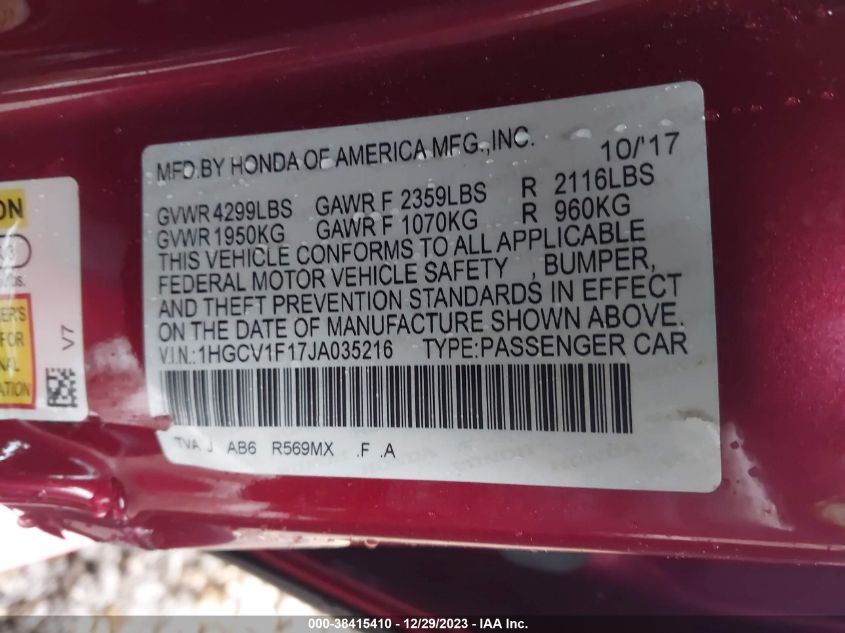 MFD.BY HONDA OF AMERICA MFG.,INC. 10/'17
GVWR 4299LBS GAWR F 2359LBS R 2116LBS
GVWR 1950KG GAWR F 1070KG R 960KG
THIS VEHICLE CONFORMS TO ALL APPLICABLE
FEDERAL MOTOR VEHICLE SAFETY , BUMPER,
AND THEFT PREVENTION STANDARDS IN EFFECT
ON THE DATE OF MANUFACTURE SHOWN ABOVE.
V.I.N.:1HGCV1F17JA035216 TYPE:PASSENGER CAR
TVA J AB6 R569MX .F .A
V7
000-38415410 - 12/29/2023 - IAA Inc.